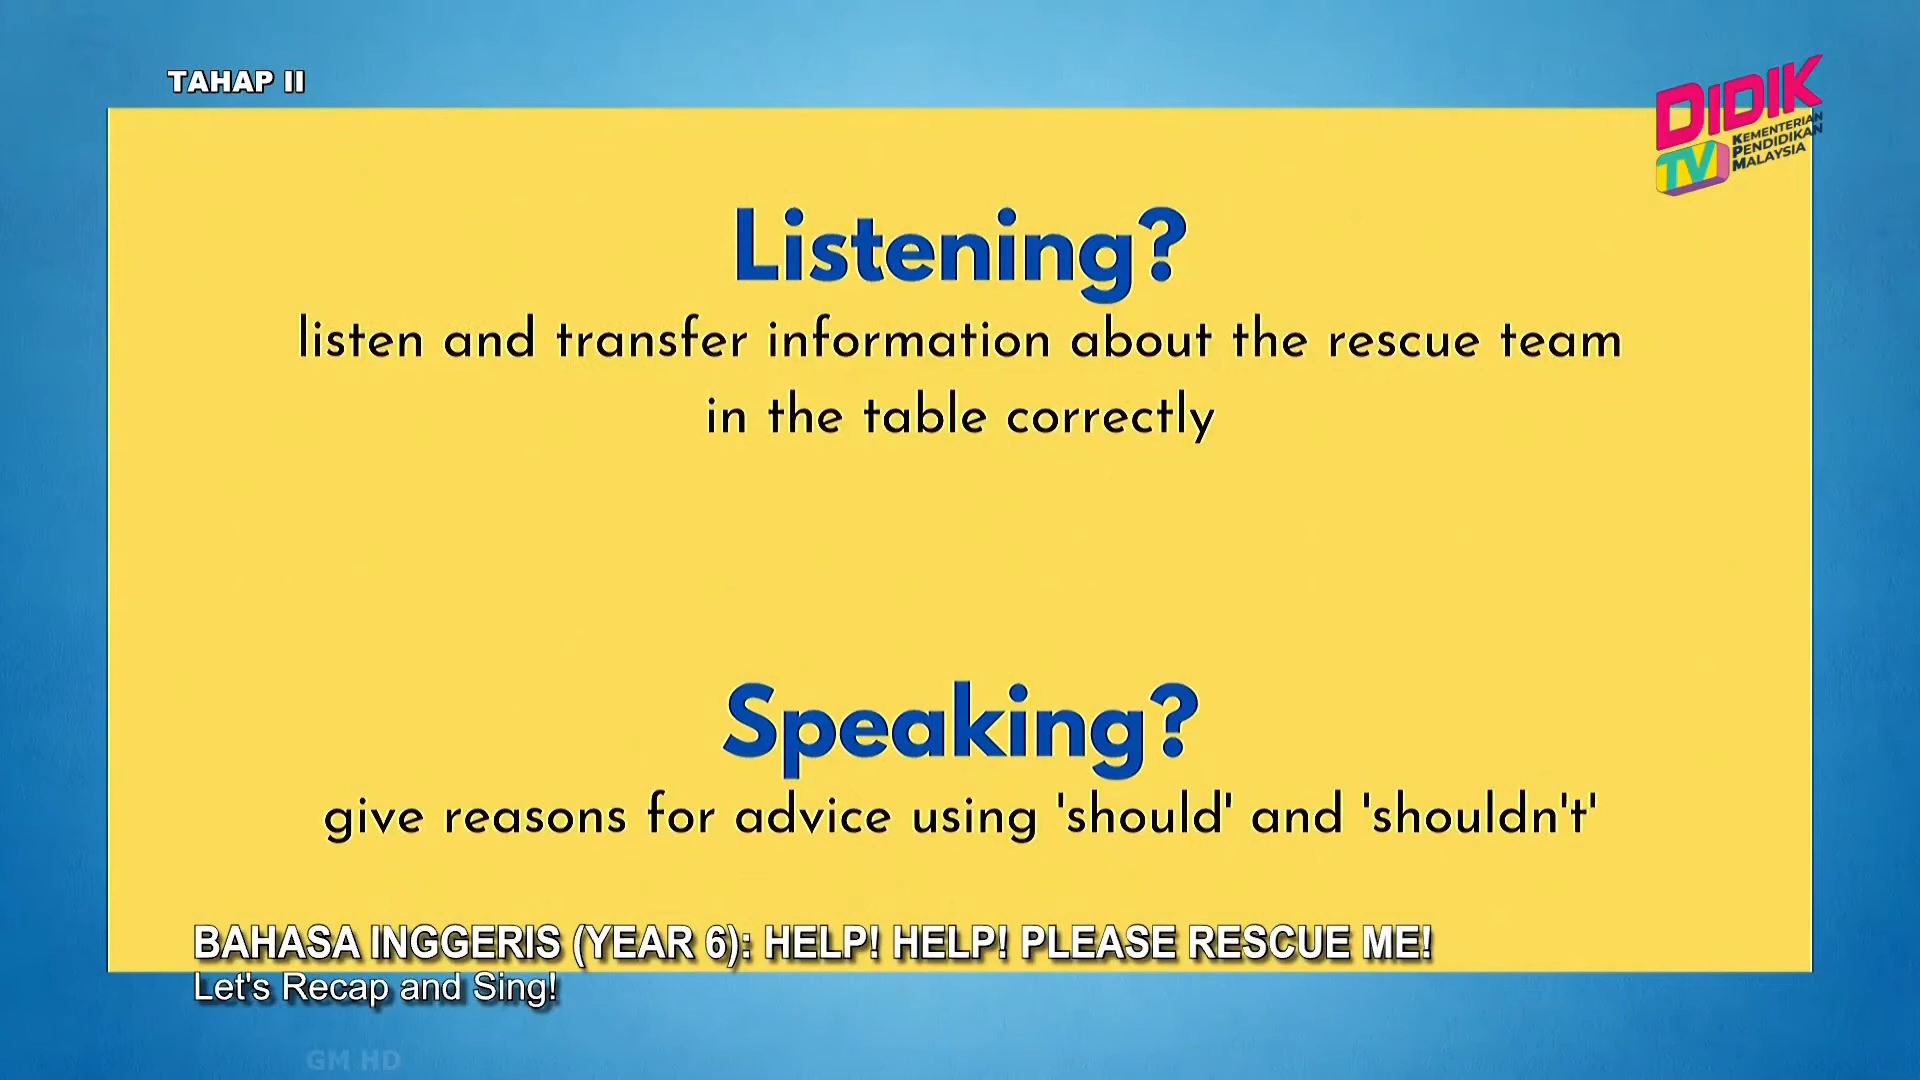 TAHAP II
DIDIK
TV
KEMENTERIAN
PENDIDIKAN
MALAYSIA
Listening?
listen and transfer information about the rescue team
in the table correctly
Speaking?
give reasons for advice using 'should' and 'shouldn't'
BAHASA INGGERIS (YEAR 6): HELP! HELP! PLEASE RESCUE ME!
Let's Recap and Sing!
GM HD